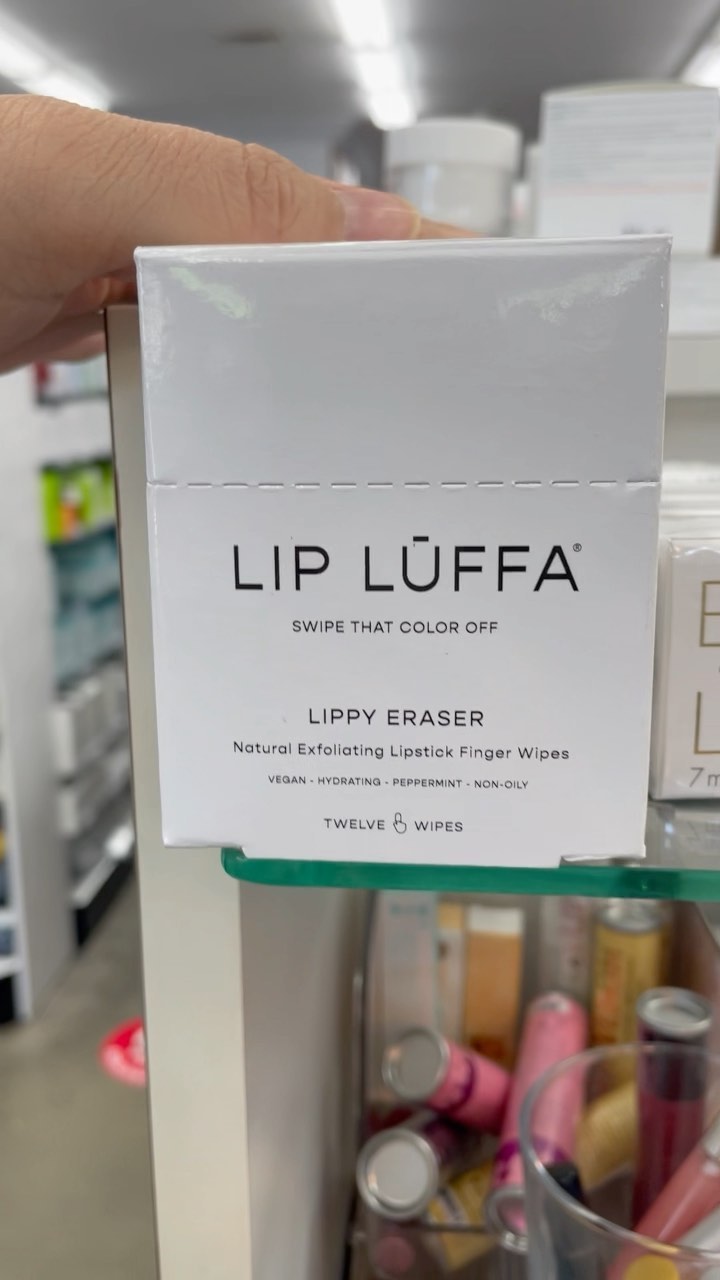 LIP LŪFFA®
SWIPE THAT COLOR OFF
LIPPY ERASER
Natural Exfoliating Lipstick Finger Wipes
VEGAN - HYDRATING - PEPPERMINT - NON-OILY
TWELVE WIPES